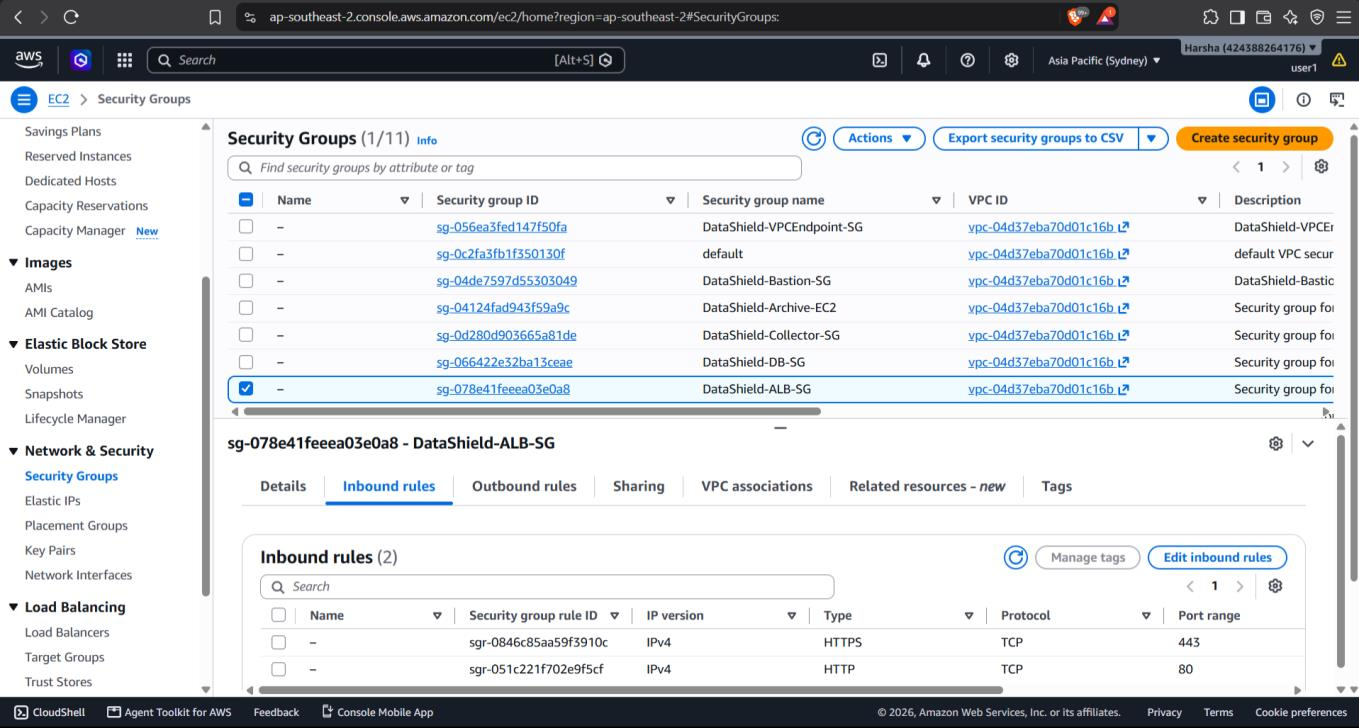 ap-southeast-2.console.aws.amazon.com/ec2/home?region=ap-southeast-2#SecurityGroups:
99+
1
aws
Search
[Alt+S]
Asia Pacific (Sydney)
Harsha (424388264176)
user1
EC2
Security Groups
Savings Plans
Reserved Instances
Dedicated Hosts
Capacity Reservations
Capacity Manager New
Images
AMIs
AMI Catalog
Elastic Block Store
Volumes
Snapshots
Lifecycle Manager
Network & Security
Security Groups
Elastic IPs
Placement Groups
Key Pairs
Network Interfaces
Load Balancing
Load Balancers
Target Groups
Trust Stores
Security Groups (1/11) Info
Actions
Export security groups to CSV
Create security group
Find security groups by attribute or tag
1
Name Security group ID Security group name VPC ID Description
– sg-056ea3fed147f50fa DataShield-VPCEndpoint-SG vpc-04d37eba70d01c16b DataShield-VPCEr
– sg-0c2fa3fb1f350130f default vpc-04d37eba70d01c16b default VPC secur
– sg-04de7597d55303049 DataShield-Bastion-SG vpc-04d37eba70d01c16b DataShield-Bastio
– sg-04124fad943f59a9c DataShield-Archive-EC2 vpc-04d37eba70d01c16b Security group for
– sg-0d280d903665a81de DataShield-Collector-SG vpc-04d37eba70d01c16b Security group for
– sg-066422e32ba13ceae DataShield-DB-SG vpc-04d37eba70d01c16b Security group for
– sg-078e41feeea03e0a8 DataShield-ALB-SG vpc-04d37eba70d01c16b Security group for
sg-078e41feeea03e0a8 - DataShield-ALB-SG
Details Inbound rules Outbound rules Sharing VPC associations Related resources - new Tags
Inbound rules (2)
Manage tags
Edit inbound rules
Search
1
Name Security group rule ID IP version Type Protocol Port range
– sgr-0846c85aa59f3910c IPv4 HTTPS TCP 443
– sgr-051c221f702e9f5cf IPv4 HTTP TCP 80
CloudShell Agent Toolkit for AWS Feedback Console Mobile App
© 2026, Amazon Web Services, Inc. or its affiliates. Privacy Terms Cookie preferences